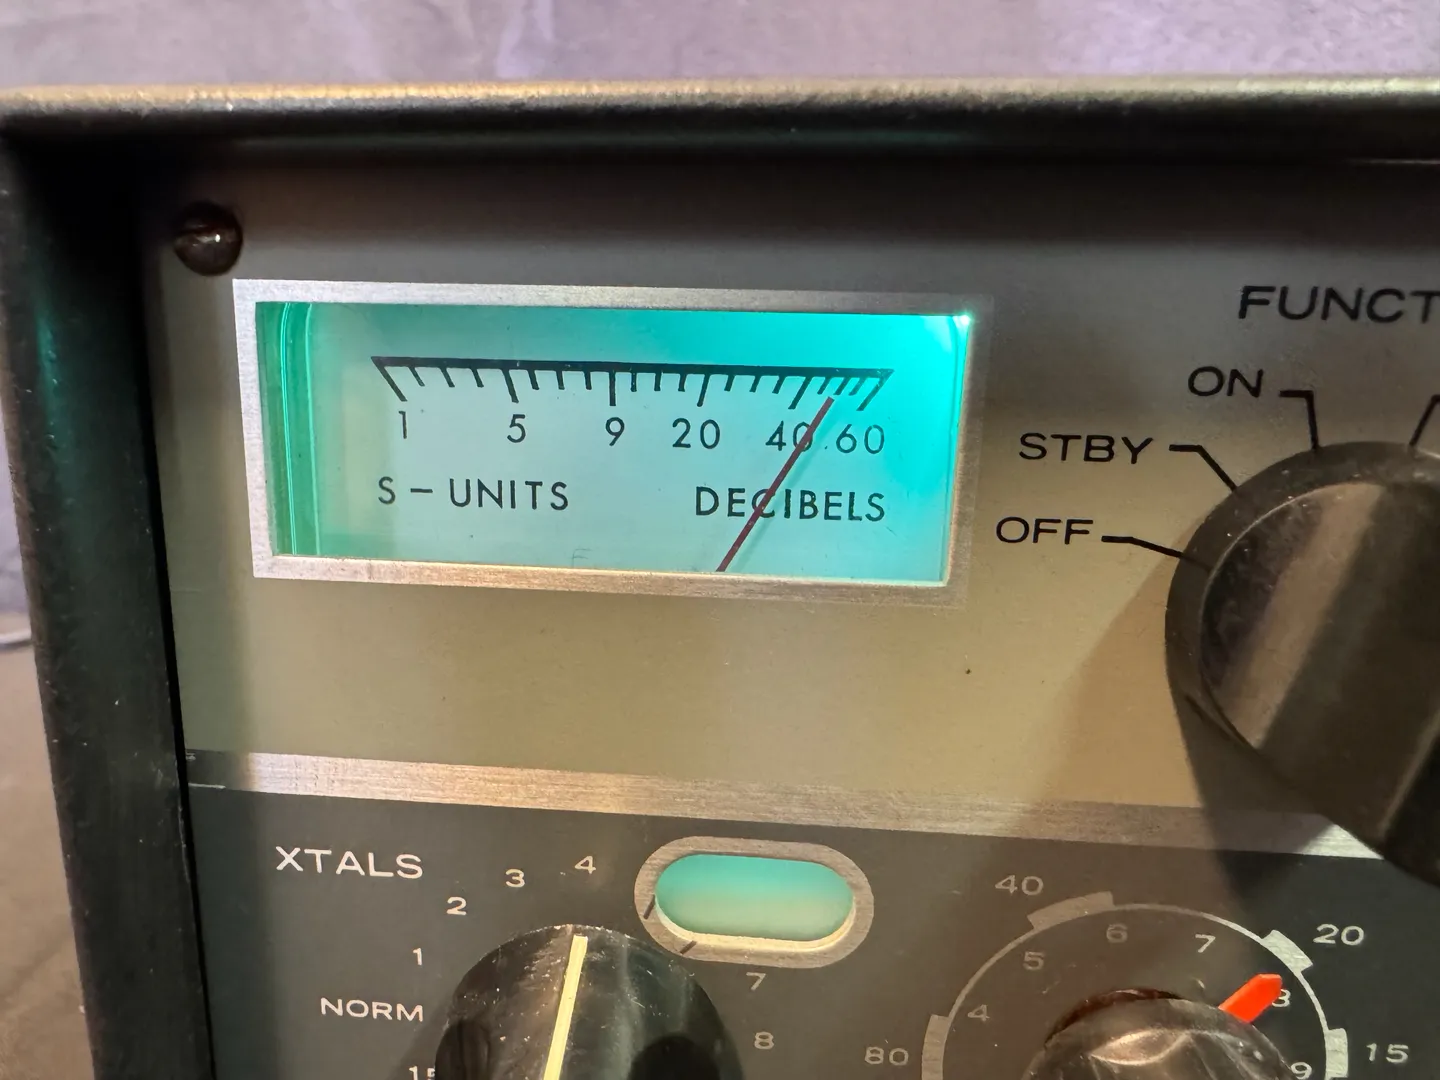 FUNCT
ON
STBY
OFF
1 5 9 20 40 60
S-UNITS DECIBELS
XTALS
NORM 1 2 3 4
7
8
80 40 20 15
4 5 6 7 8 9